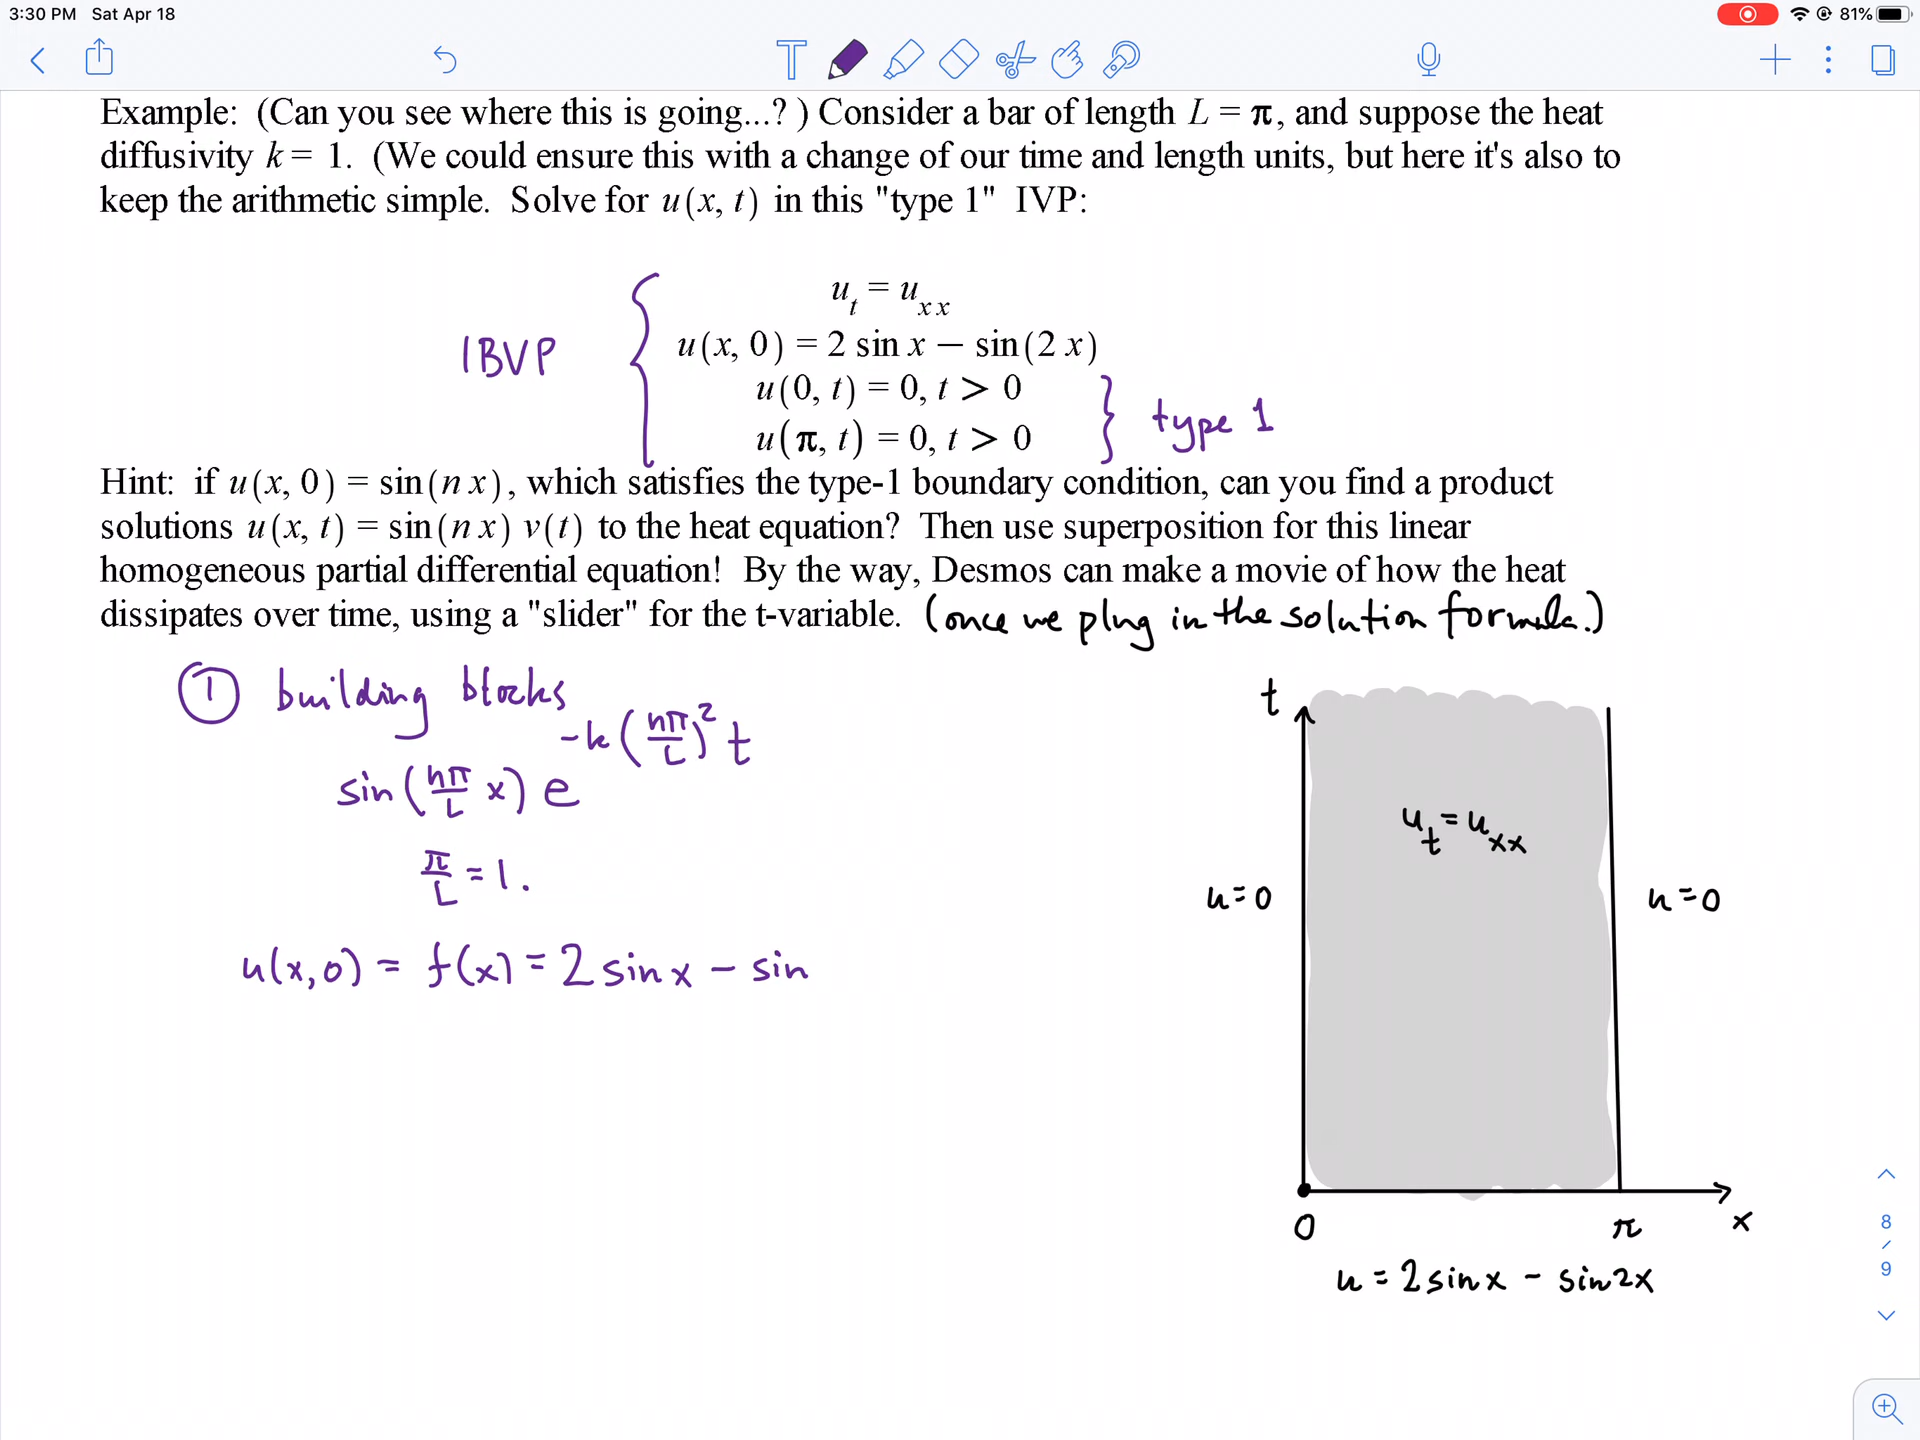 3:30 PM Sat Apr 18 81%
Example: (Can you see where this is going...? ) Consider a bar of length L = π, and suppose the heat
diffusivity k = 1. (We could ensure this with a change of our time and length units, but here it's also to
keep the arithmetic simple. Solve for u(x, t) in this "type 1" IVP:
u_t = u_xx
IBVP u(x, 0) = 2 sin x − sin(2 x)
u(0, t) = 0, t > 0
u(π, t) = 0, t > 0
type 1
Hint: if u(x, 0) = sin(n x), which satisfies the type-1 boundary condition, can you find a product
solutions u(x, t) = sin(n x) v(t) to the heat equation? Then use superposition for this linear
homogeneous partial differential equation! By the way, Desmos can make a movie of how the heat
dissipates over time, using a "slider" for the t-variable. (once we plug in the solution formula.)
① building blocks
sin(nπ/L x) e^(-k(nπ/L)² t)
π/L = 1.
u(x,0) = f(x) = 2 sin x − sin
t
u_t = u_xx
u=0
u=0
0 π x
u = 2 sin x − sin 2x
8
/
9